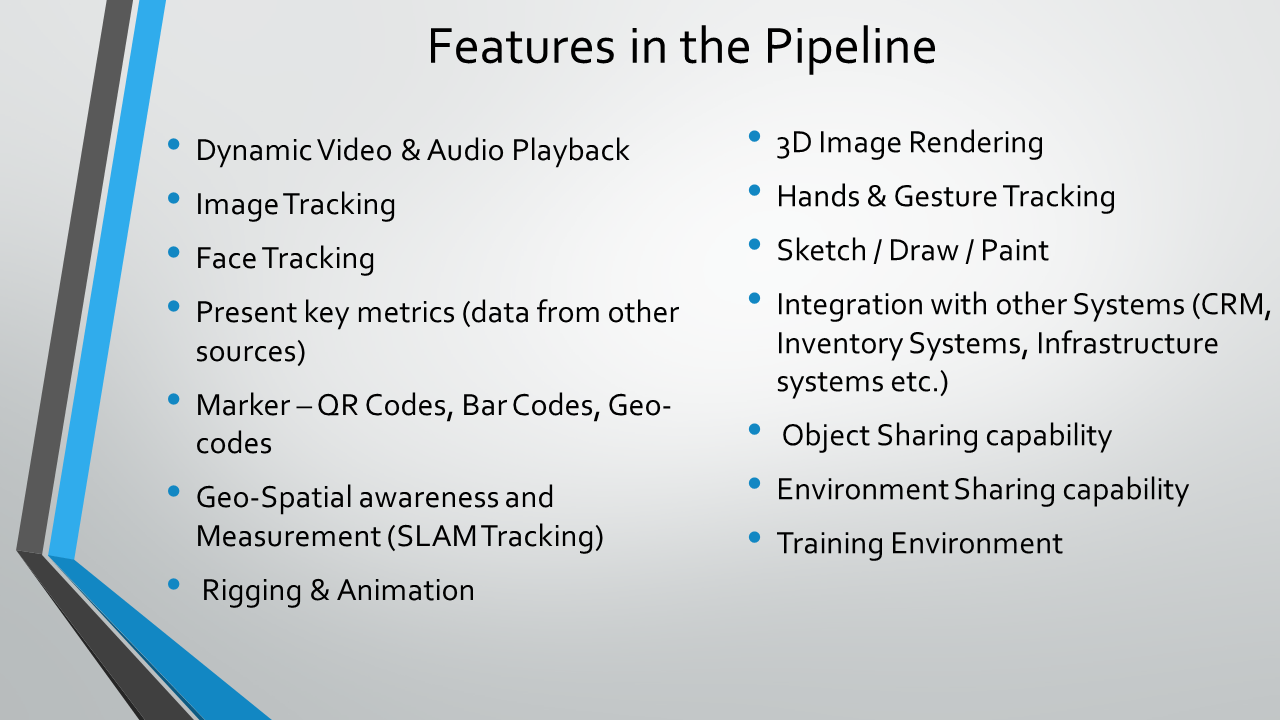 Features in the Pipeline
• Dynamic Video & Audio Playback
• Image Tracking
• Face Tracking
• Present key metrics (data from other
sources)
• Marker – QR Codes, Bar Codes, Geo-
codes
• Geo-Spatial awareness and
Measurement (SLAM Tracking)
• Rigging & Animation
• 3D Image Rendering
• Hands & Gesture Tracking
• Sketch / Draw / Paint
• Integration with other Systems (CRM,
Inventory Systems, Infrastructure
systems etc.)
• Object Sharing capability
• Environment Sharing capability
• Training Environment